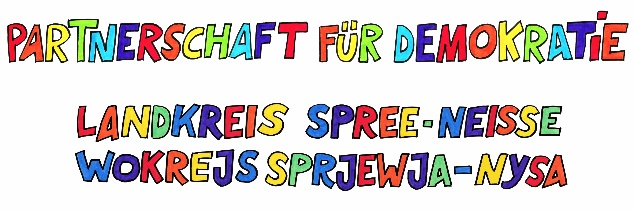 PARTNERSCHAFT FÜR DEMOKRATIE
LANDKREIS SPREE-NEISSE
WOKREJS SPRJEWJA-NYSA